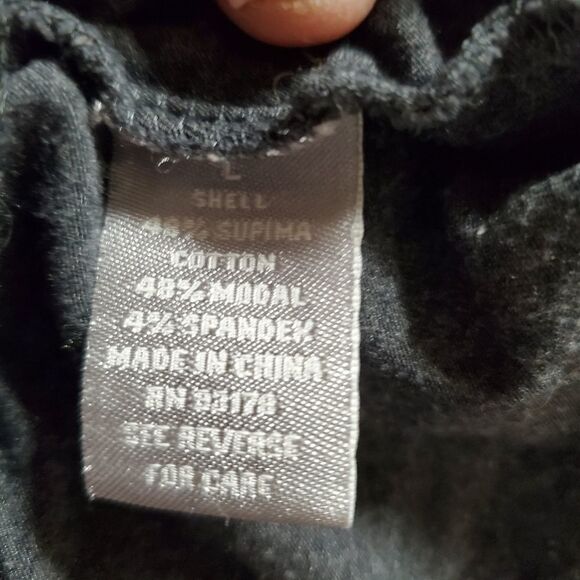 L
SHELL
48% SUPIMA
COTTON
48% MODAL
4% SPANDEX
MADE IN CHINA
RN 93178
SEE REVERSE
FOR CARE